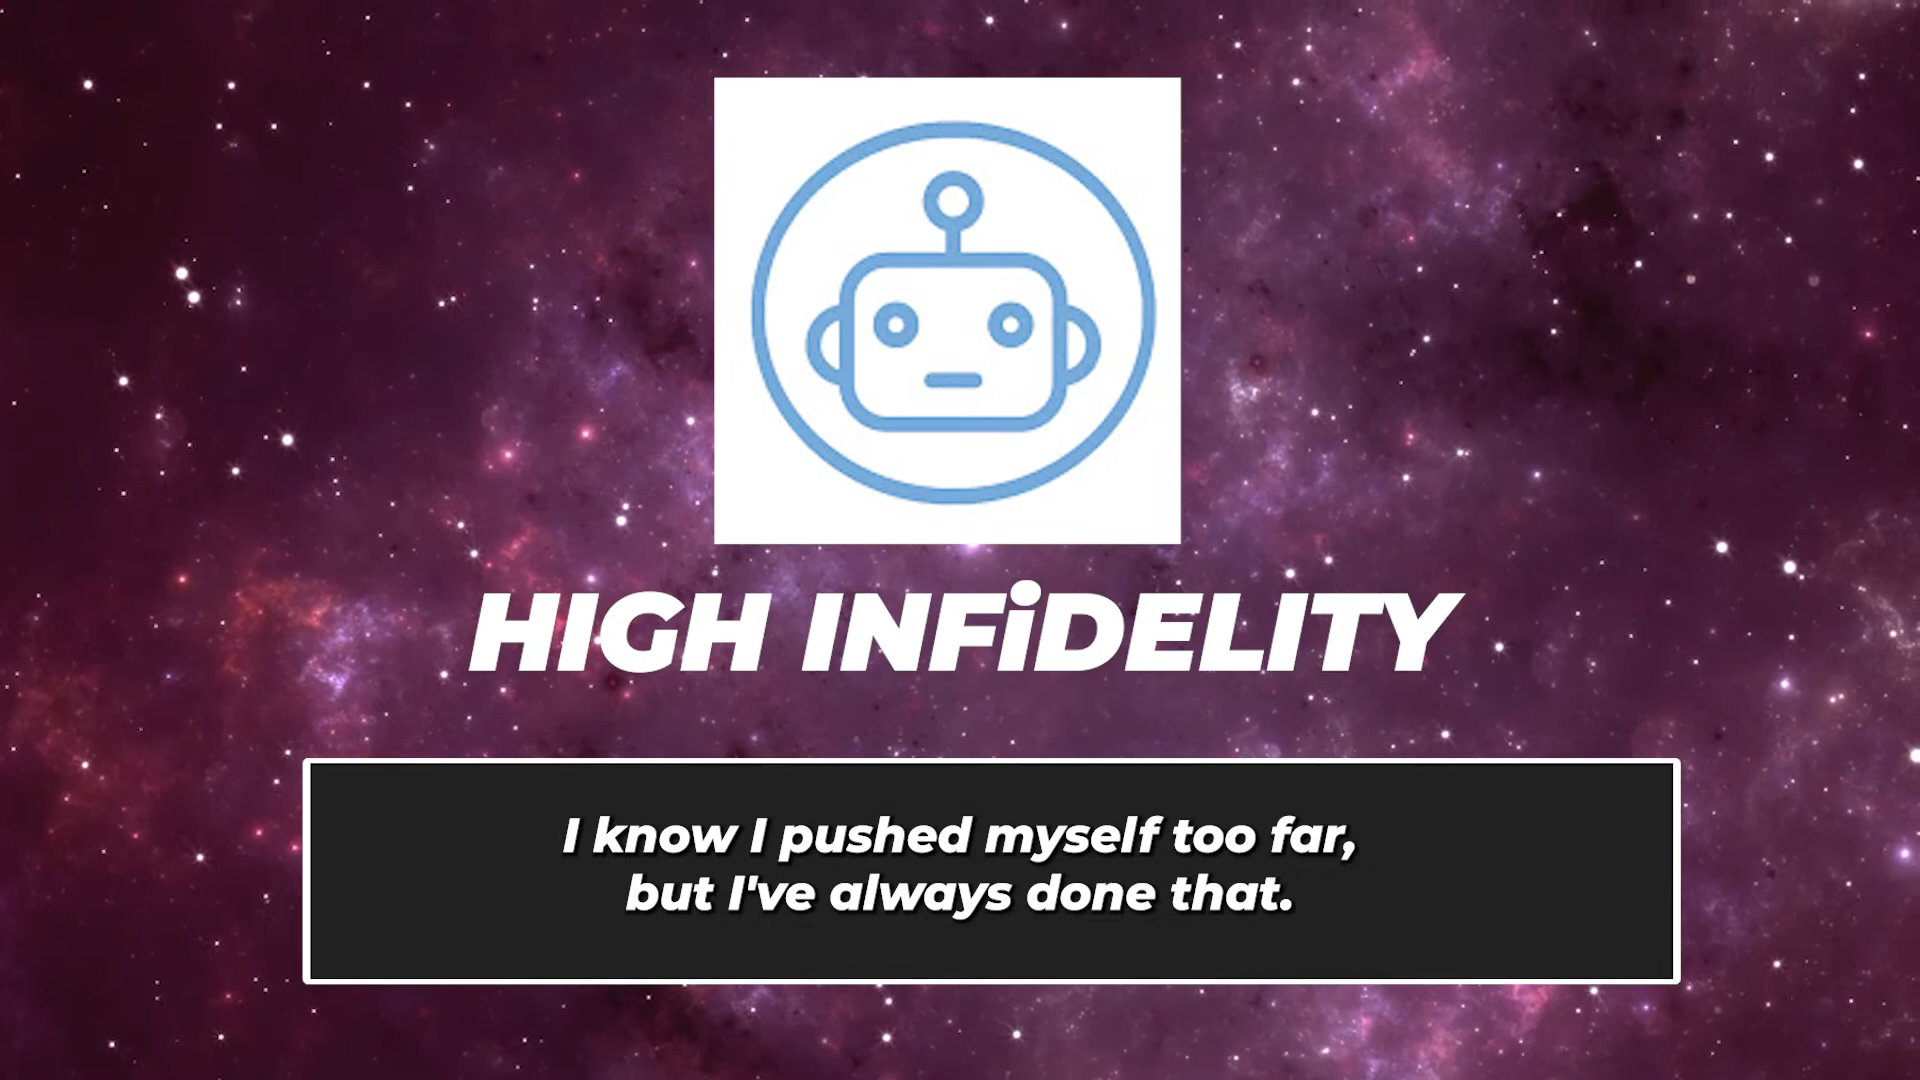 HIGH INFiDELITY
I know I pushed myself too far,
but I've always done that.